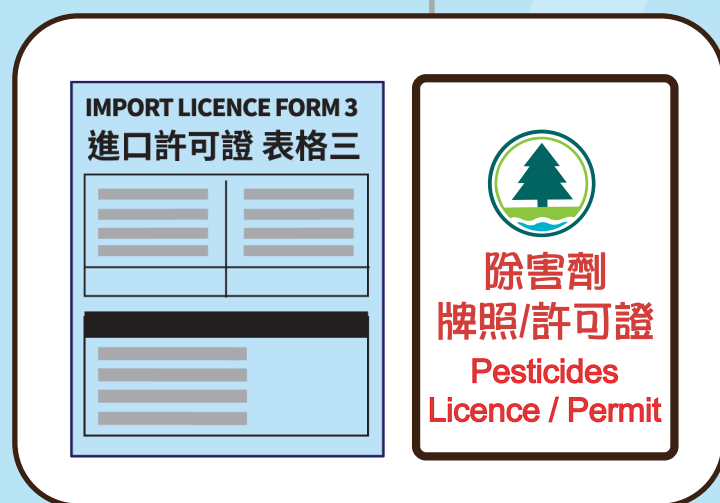 IMPORT LICENCE FORM 3
進口許可證 表格三
除害劑
牌照/許可證
Pesticides
Licence / Permit